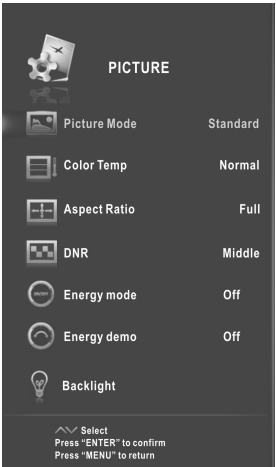 PICTURE
Picture Mode Standard
Color Temp Normal
Aspect Ratio Full
DNR Middle
Energy mode Off
Energy demo Off
Backlight
Select
Press “ENTER” to confirm
Press “MENU” to return